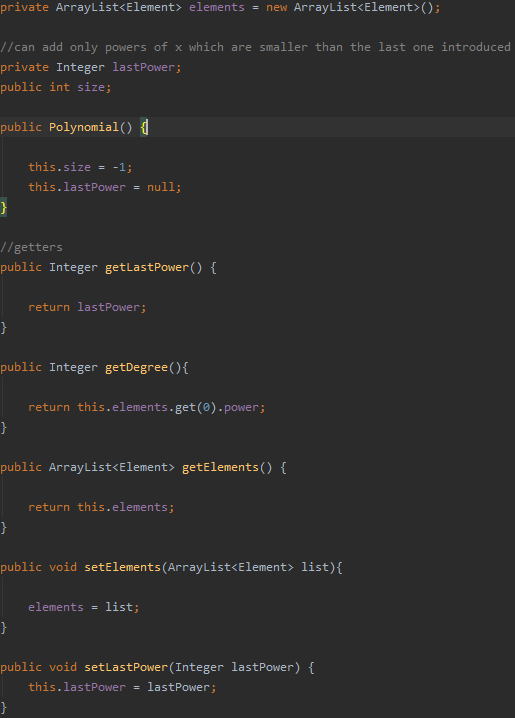 private ArrayList<Element> elements = new ArrayList<Element>();
//can add only powers of x which are smaller than the last one introduced
private Integer lastPower;
public int size;
public Polynomial() {
this.size = -1;
this.lastPower = null;
}
//getters
public Integer getLastPower() {
return lastPower;
}
public Integer getDegree(){
return this.elements.get(0).power;
}
public ArrayList<Element> getElements() {
return this.elements;
}
public void setElements(ArrayList<Element> list){
elements = list;
}
public void setLastPower(Integer lastPower) {
this.lastPower = lastPower;
}